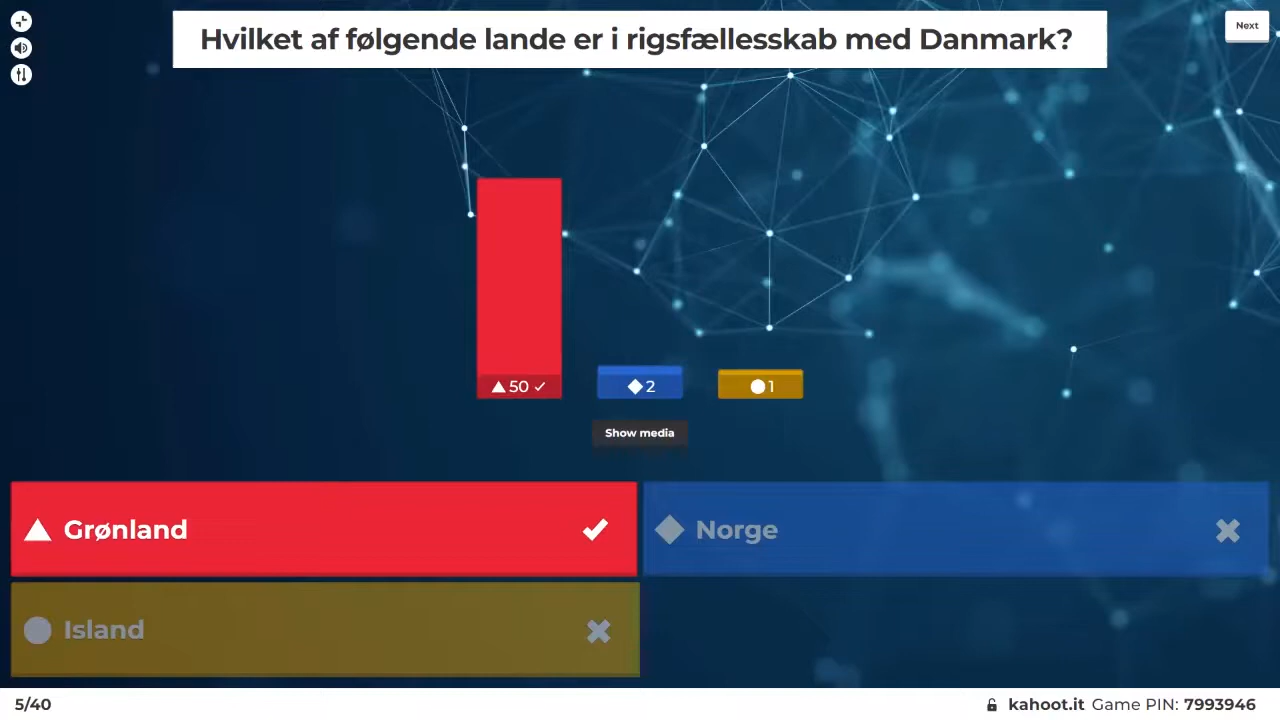 Hvilket af følgende lande er i rigsfællesskab med Danmark?
Next
50
2
1
Show media
Grønland
Norge
Island
5/40
kahoot.it Game PIN: 7993946